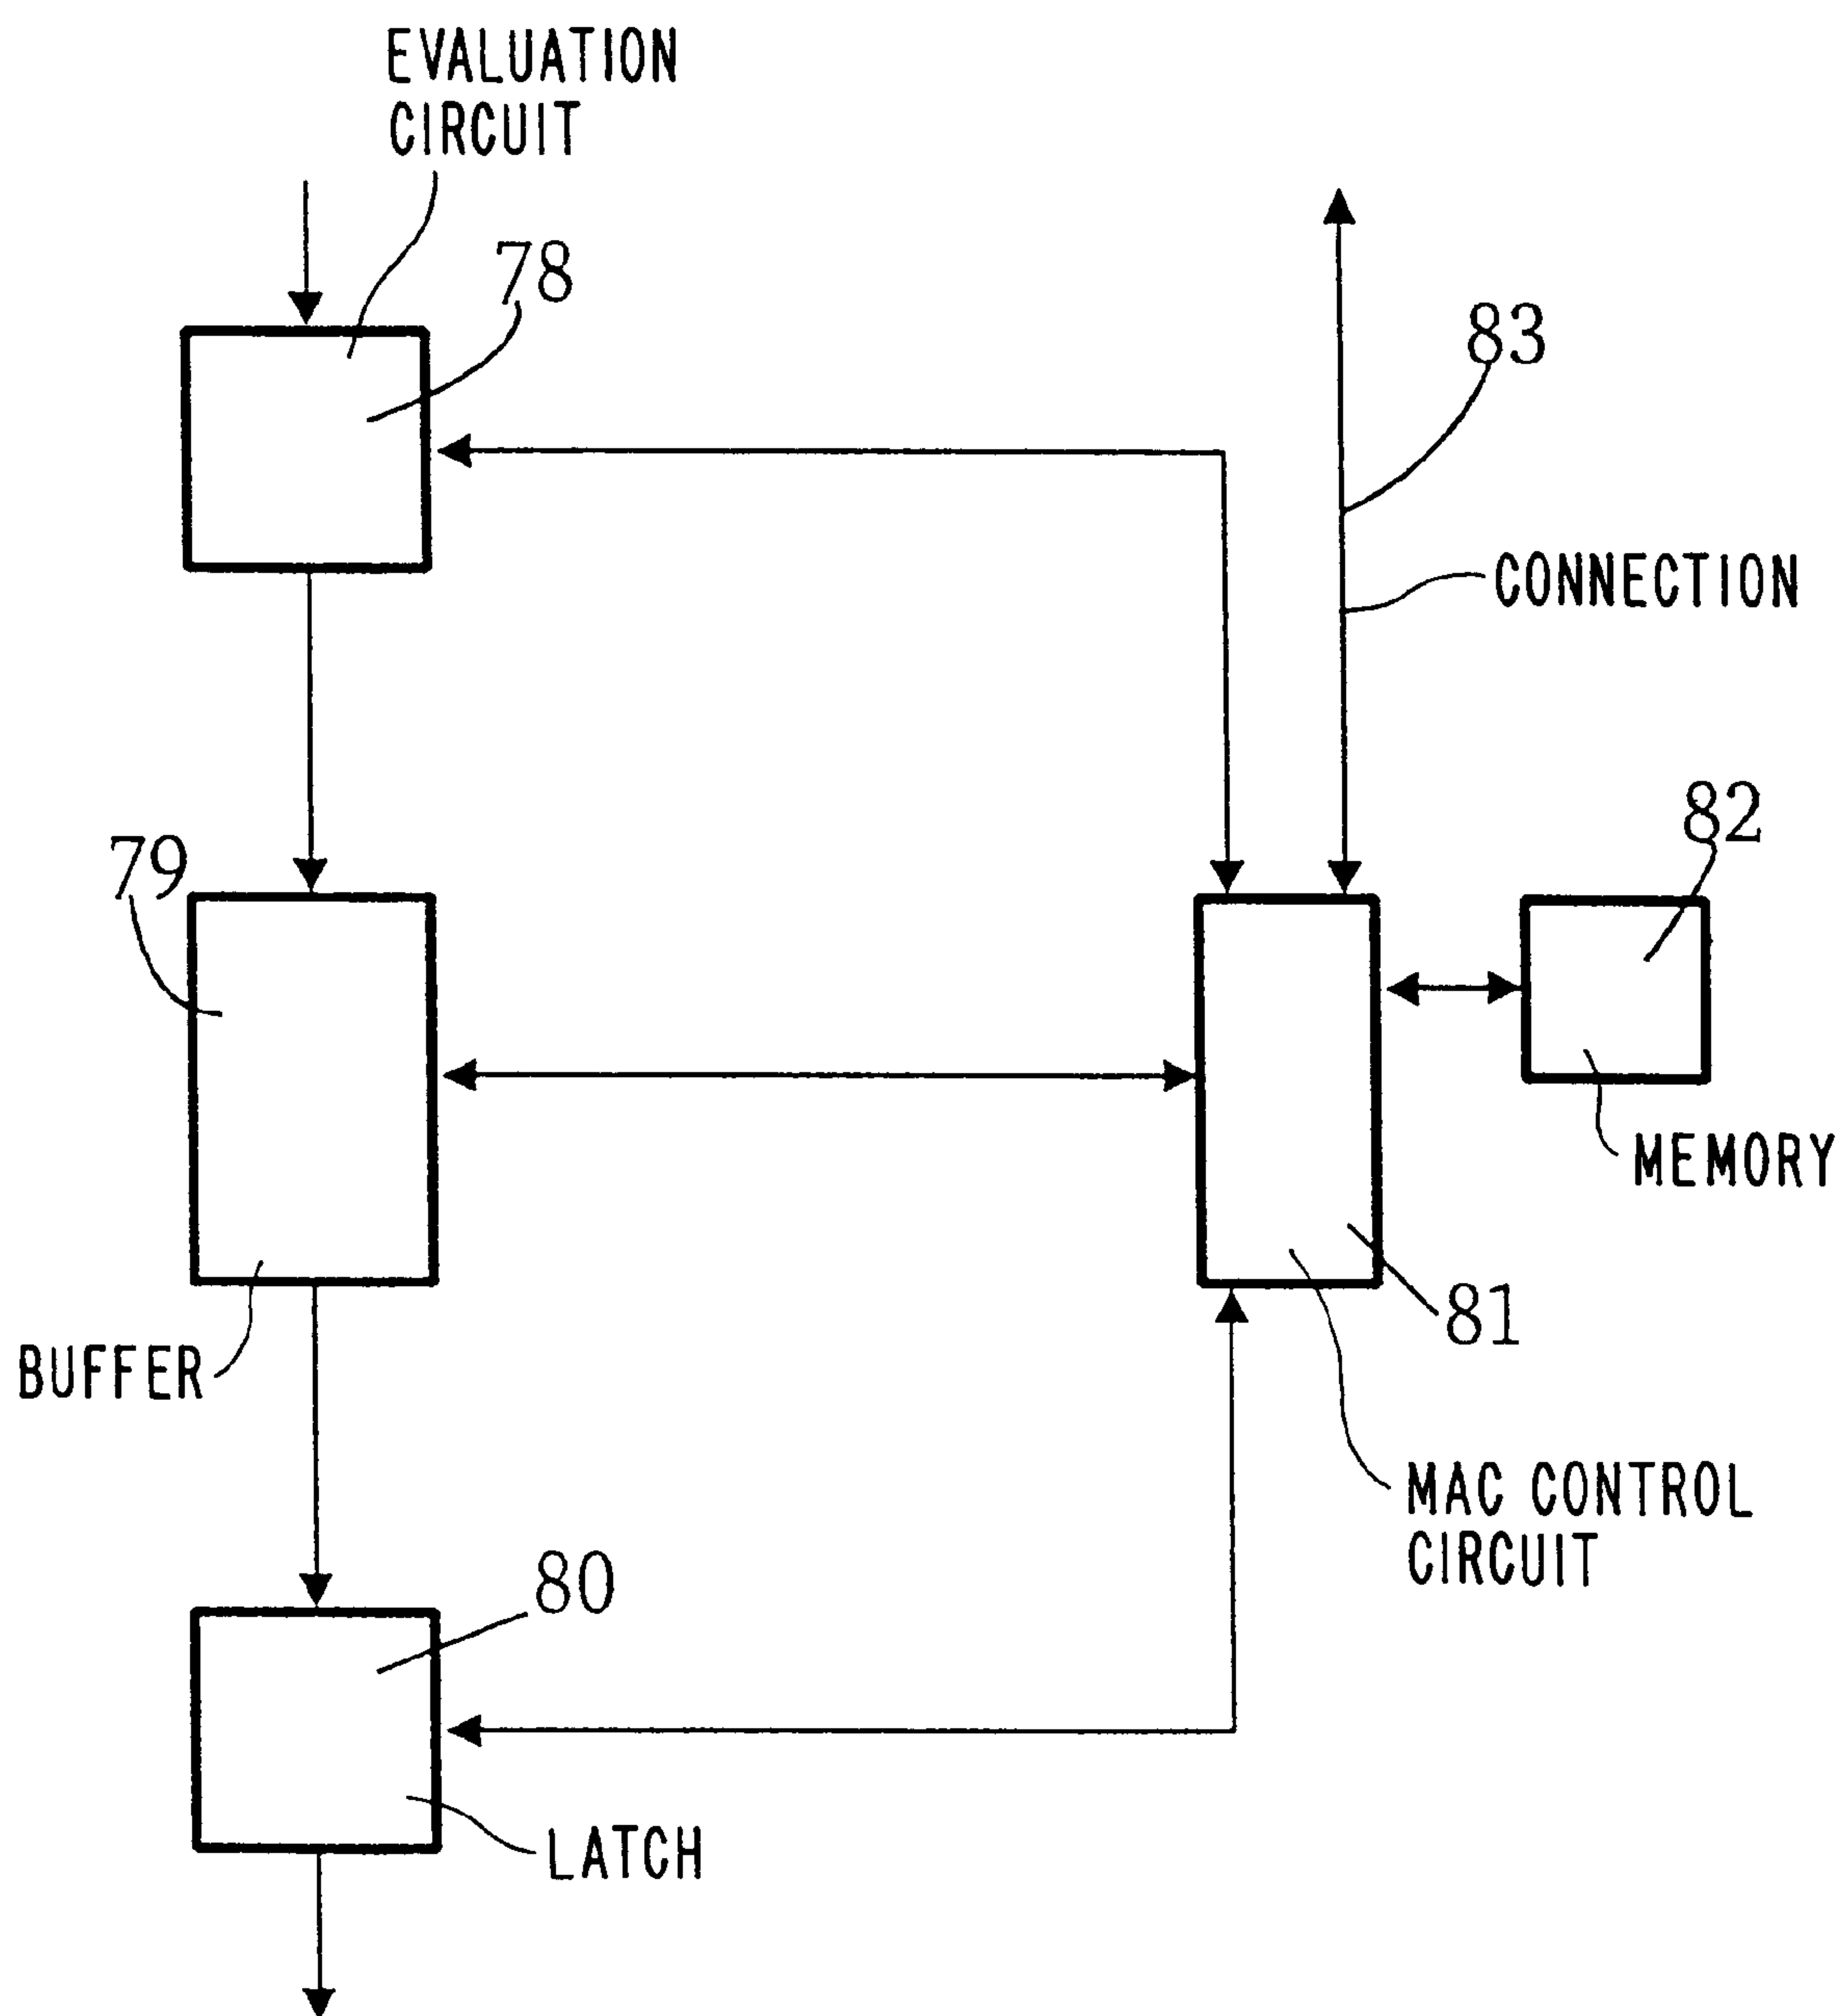 EVALUATION
CIRCUIT
78
83
CONNECTION
82
79
MEMORY
81
BUFFER
MAC CONTROL
CIRCUIT
80
LATCH